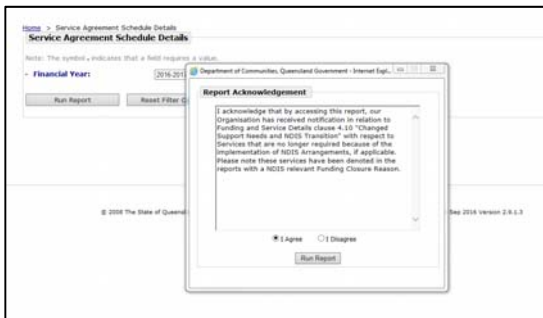 Home > Service Agreement Schedule Details
Service Agreement Schedule Details
Note: The symbol * indicates that a field requires a value.
Financial Year:
Run Report
Reset Filter
Department of Communities, Queensland Government - Internet Expl...
Report Acknowledgement
I acknowledge that by accessing this report, our
Organisation has received notification in relation to
Funding and Service Details clause 4.10 "Changed
Support Needs and NDIS Transition" with respect to
Services that are no longer required because of the
implementation of NDIS Arrangements, if applicable.
Please note these services have been denoted in the
reports with a NDIS relevant Funding Closure Reason.
I Agree
I Disagree
Run Report
© 2008 The State of Queensl
Sep 2016 Version 2.9.1.3